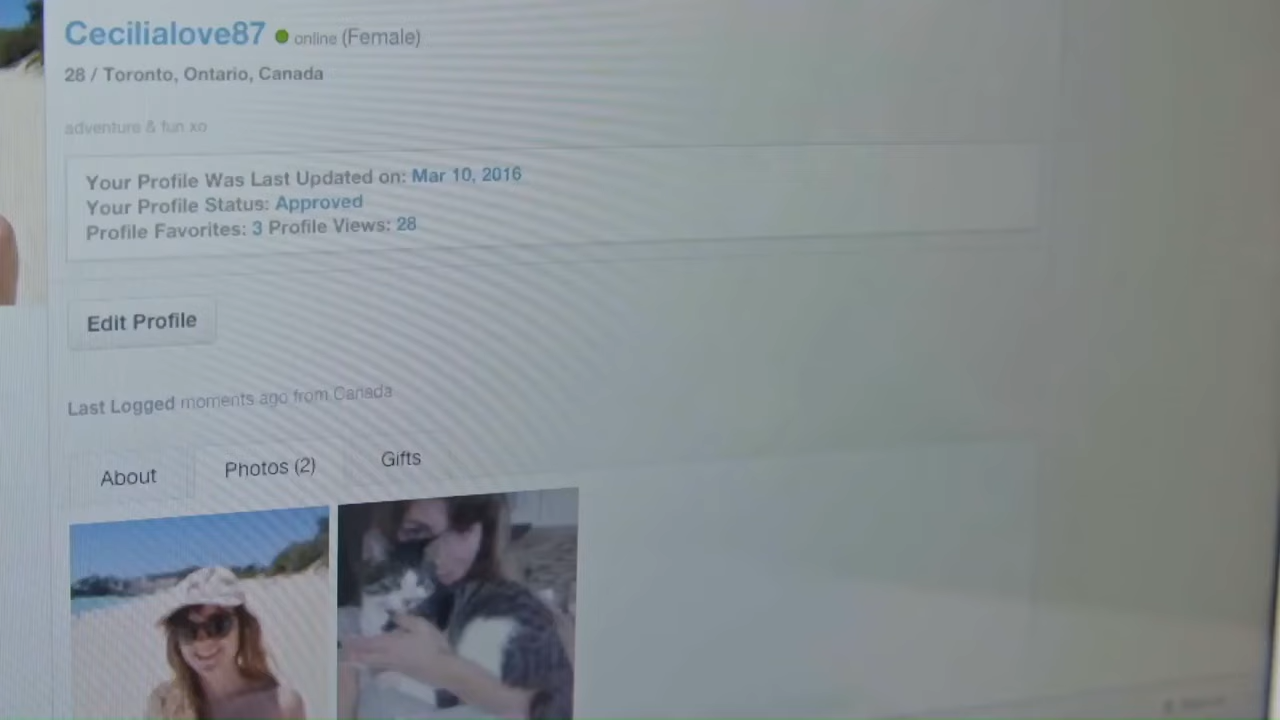 Cecilialove87 online (Female)
28 / Toronto, Ontario, Canada
adventure & fun xo
Your Profile Was Last Updated on: Mar 10, 2016
Your Profile Status: Approved
Profile Favorites: 3 Profile Views: 28
Edit Profile
Last Logged moments ago from Canada
About Photos (2) Gifts